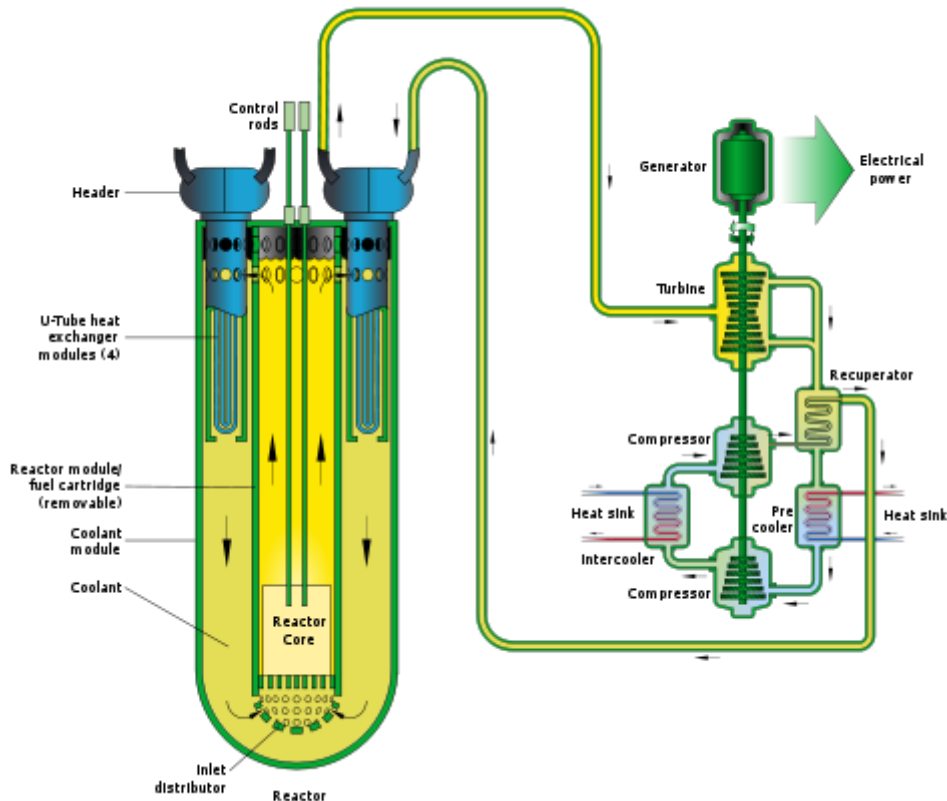 Control
rods
Header
U-Tube heat
exchanger
modules (4)
Reactor module/
fuel cartridge
(removable)
Coolant
module
Coolant
Reactor
Core
Inlet
distributor
Reactor
Generator
Electrical
power
Turbine
Recuperator
Compressor
Heat sink
Pre
cooler
Heat sink
Intercooler
Compressor